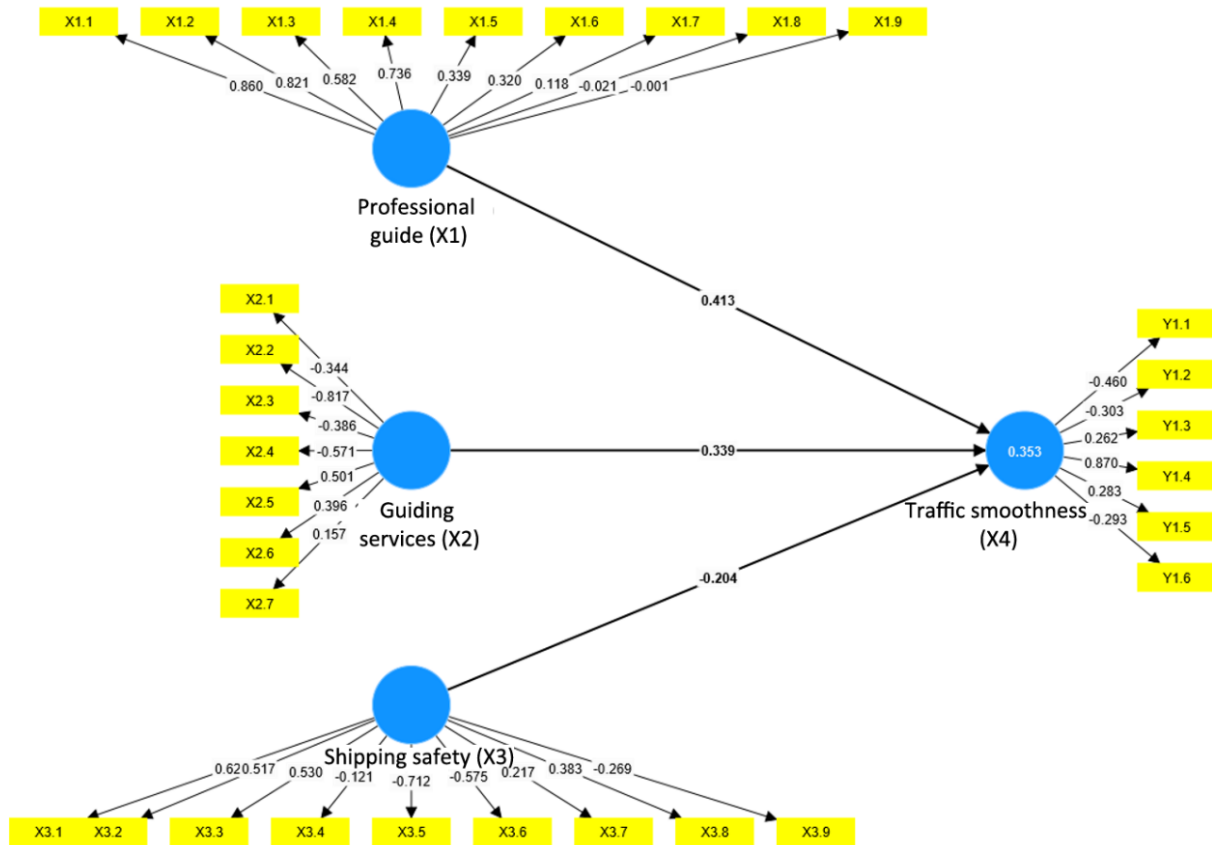 X1.1 X1.2 X1.3 X1.4 X1.5 X1.6 X1.7 X1.8 X1.9
0.860 0.821 0.582 0.736 0.339 0.320 0.118 -0.021 -0.001
Professional
guide (X1)
0.413
X2.1
X2.2
X2.3
X2.4
X2.5
X2.6
X2.7
-0.344
-0.817
-0.386
-0.571
0.501
0.396
0.157
Guiding
services (X2)
0.339
Y1.1
Y1.2
Y1.3
Y1.4
Y1.5
Y1.6
-0.460
-0.303
0.262
0.870
0.283
-0.293
0.353
Traffic smoothness
(X4)
-0.204
Shipping safety (X3)
0.620 0.517 0.530 -0.121 -0.712 -0.575 0.217 0.383 -0.269
X3.1 X3.2 X3.3 X3.4 X3.5 X3.6 X3.7 X3.8 X3.9